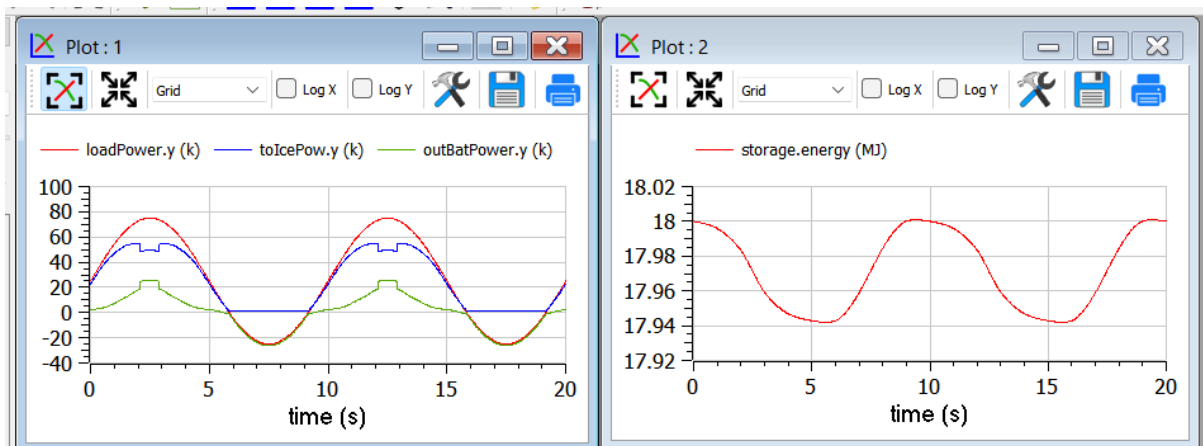 Plot : 1
Grid
Log X
Log Y
loadPower.y (k)
toIcePow.y (k)
outBatPower.y (k)
100
80
60
40
20
0
-20
-40
0
5
10
15
20
time (s)
Plot : 2
Grid
Log X
Log Y
storage.energy (MJ)
18.02
18
17.98
17.96
17.94
17.92
0
5
10
15
20
time (s)